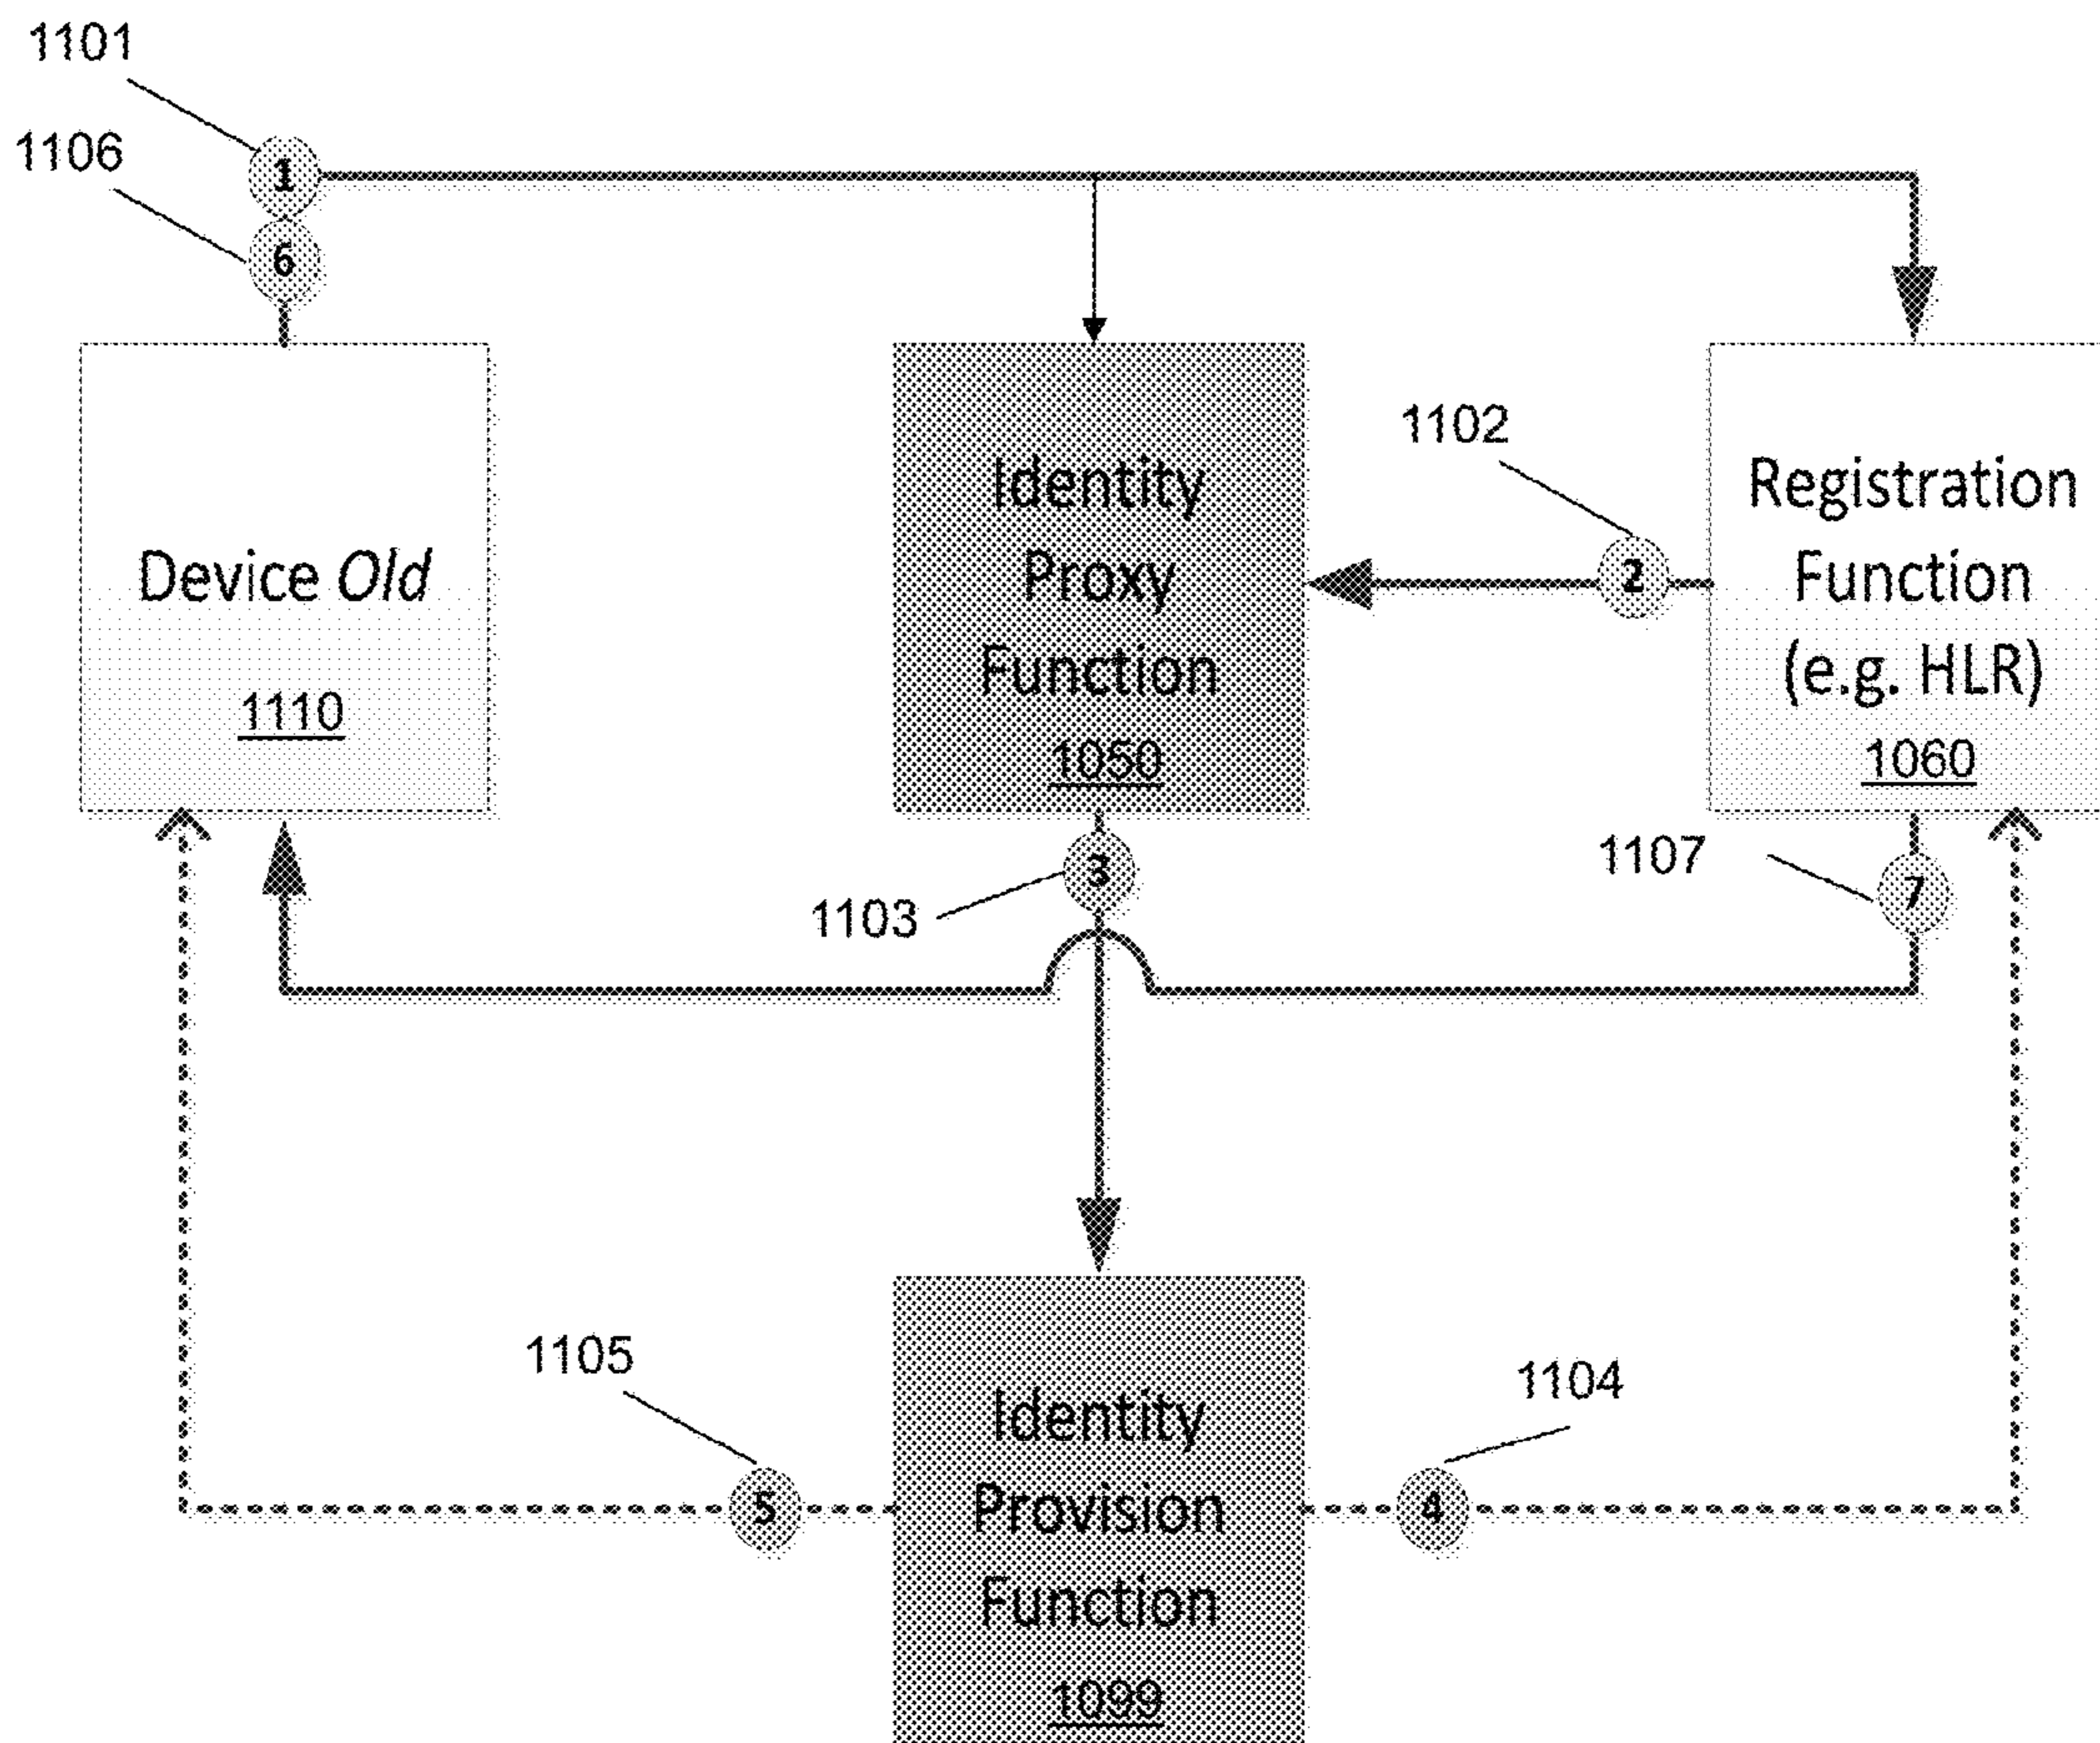 1101
1106
1
6
Device Old
1110
Identity
Proxy
Function
1050
1102
2
Registration
Function
(e.g. HLR)
1060
3
1103
1107
7
1105
5
Identity
Provision
Function
1099
1104
4